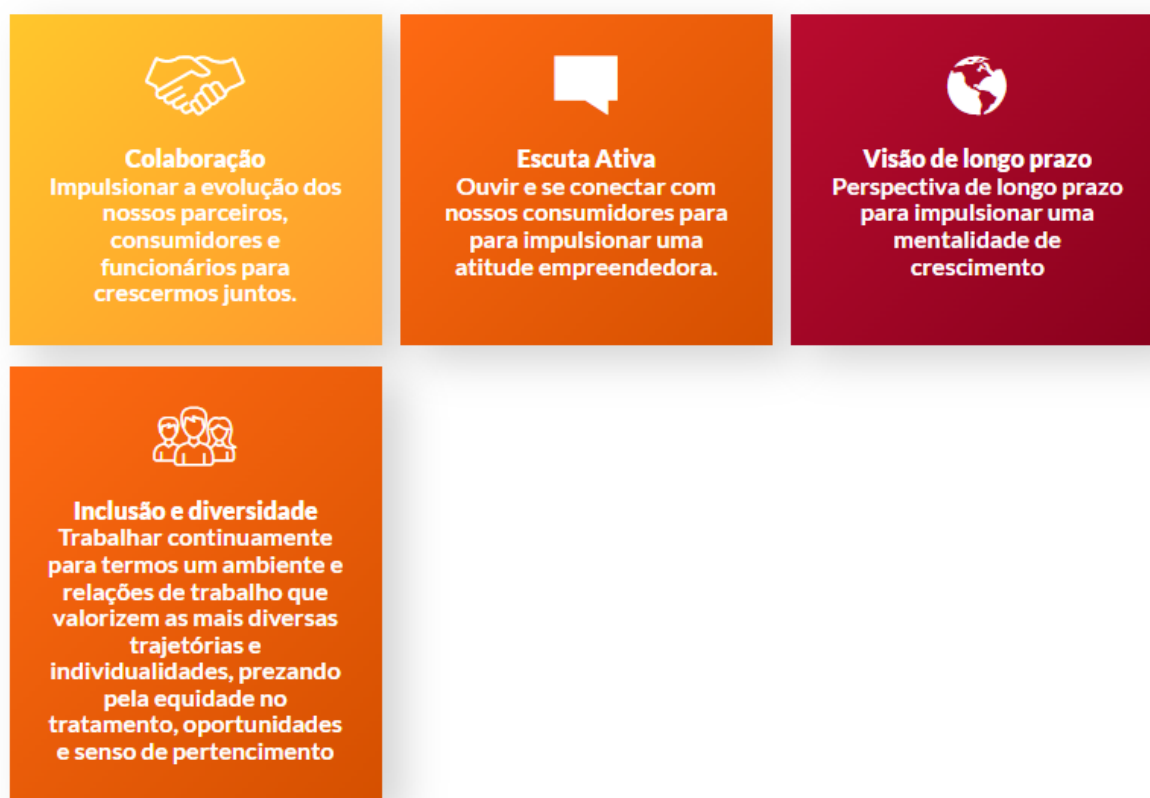 Colaboração
Impulsionar a evolução dos
nossos parceiros,
consumidores e
funcionários para
crescermos juntos.
Escuta Ativa
Ouvir e se conectar com
nossos consumidores para
para impulsionar uma
atitude empreendedora.
Visão de longo prazo
Perspectiva de longo prazo
para impulsionar uma
mentalidade de
crescimento
Inclusão e diversidade
Trabalhar continuamente
para termos um ambiente e
relações de trabalho que
valorizem as mais diversas
trajetórias e
individualidades, prezando
pela equidade no
tratamento, oportunidades
e senso de pertencimento